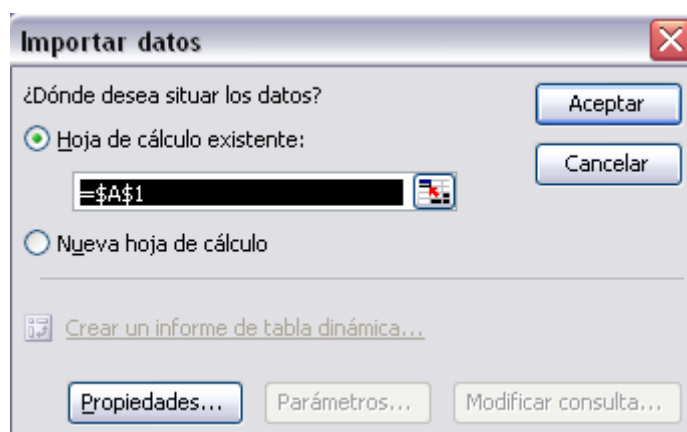 Importar datos
¿Dónde desea situar los datos?
Aceptar
Hoja de cálculo existente:
Cancelar
=$A$1
Nueva hoja de cálculo
Crear un informe de tabla dinámica...
Propiedades...
Parámetros...
Modificar consulta...